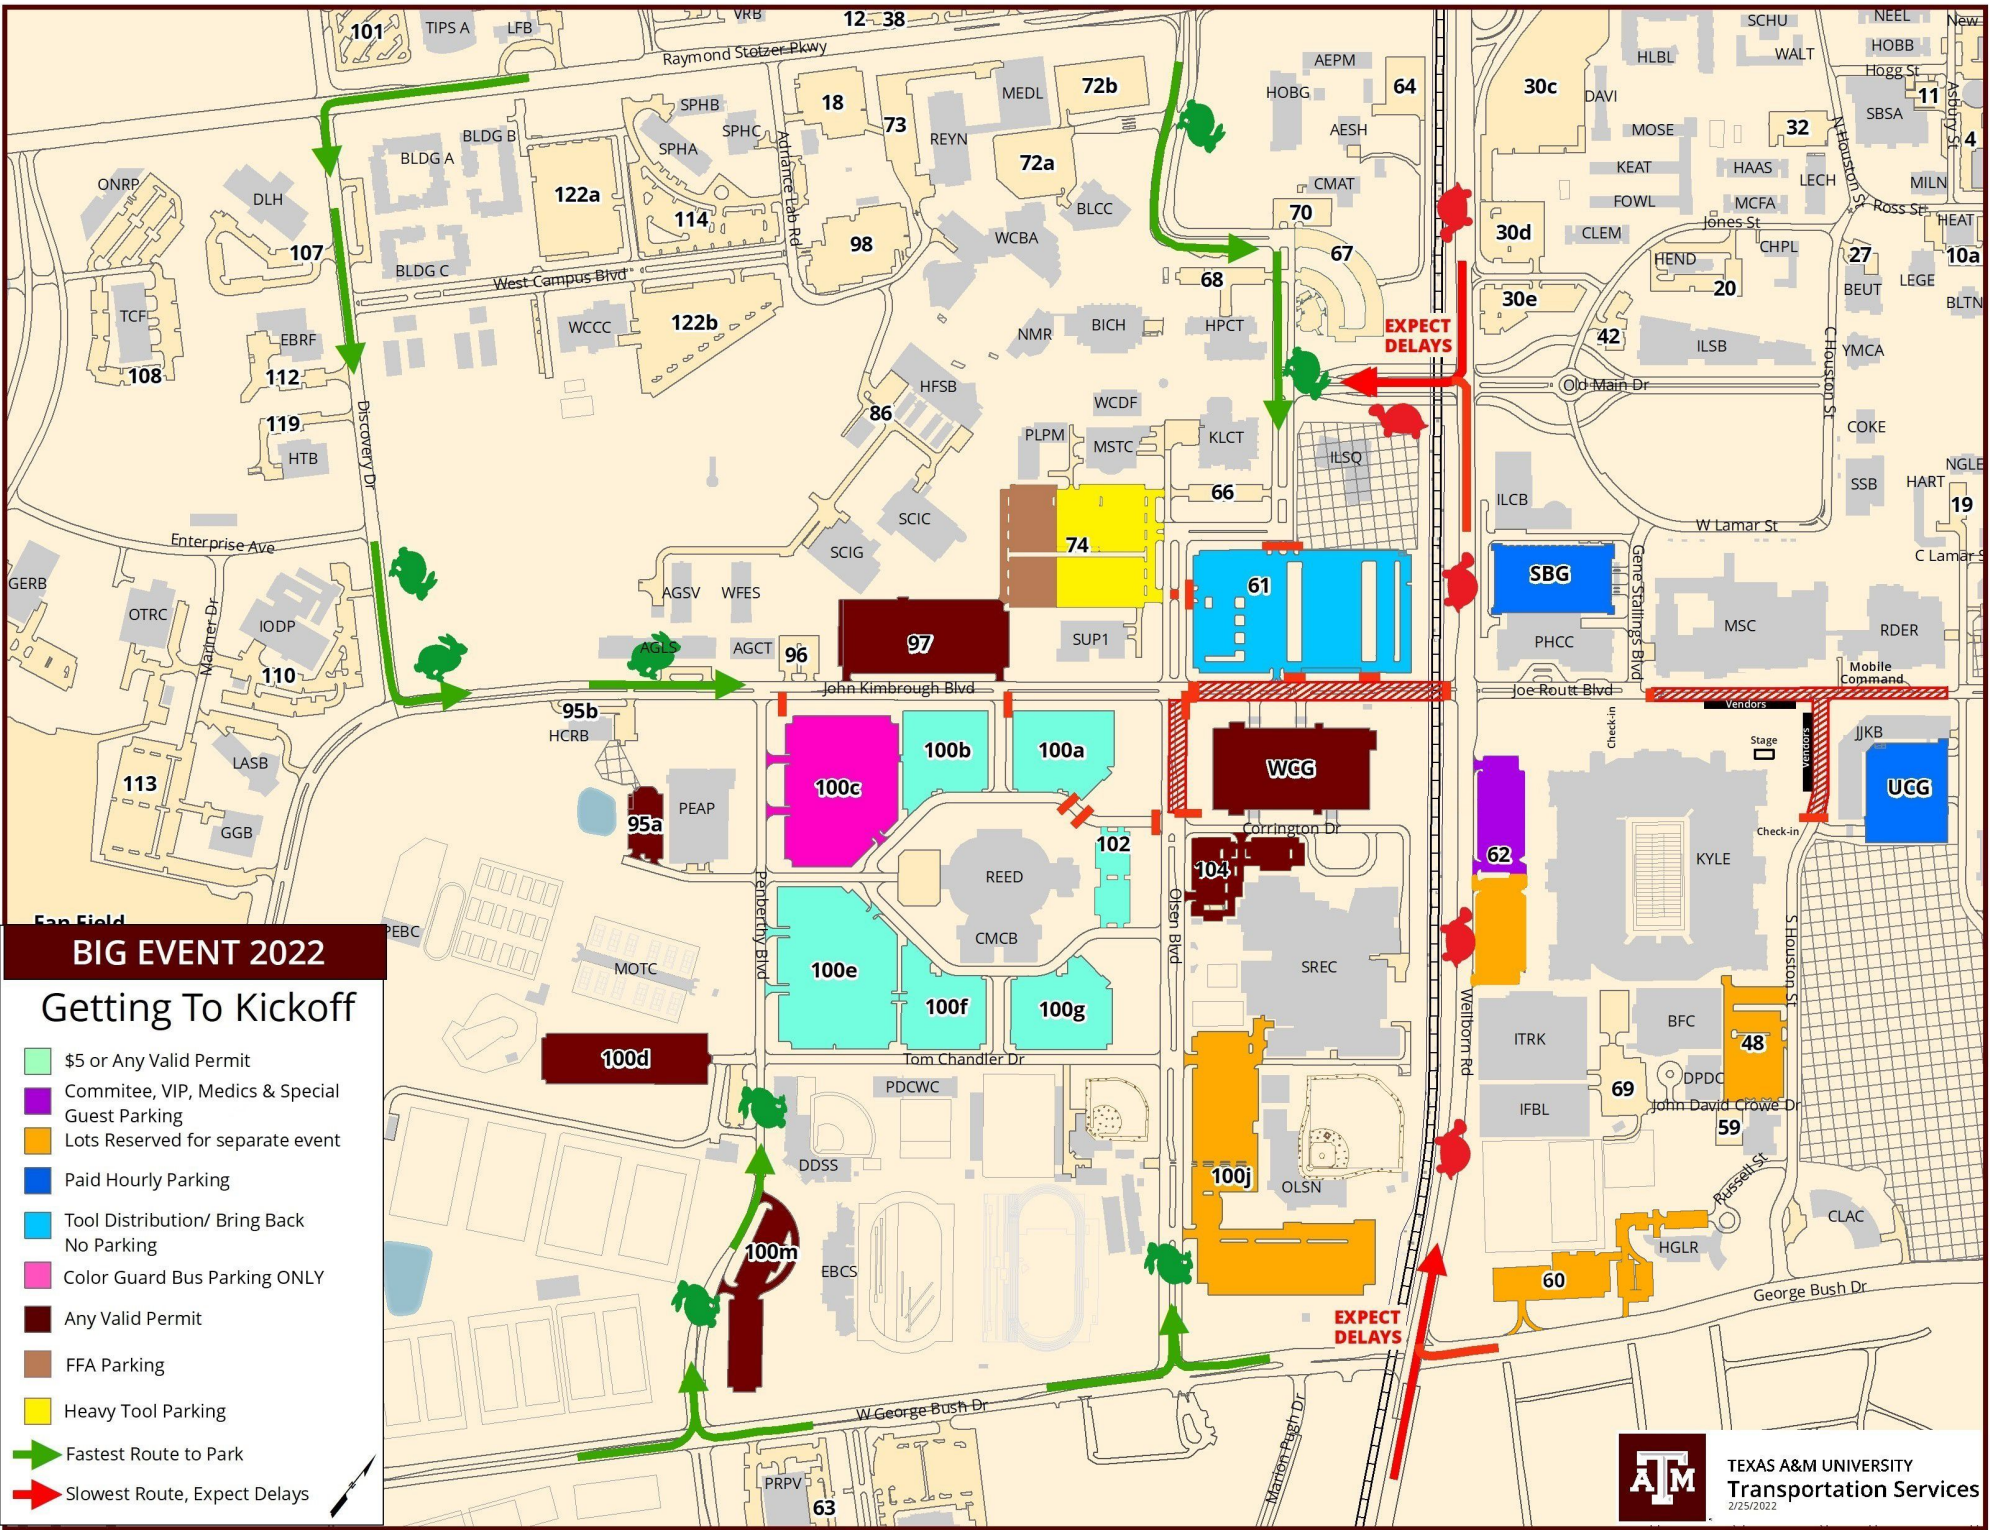 101
TIPS A
LFB
VRB
12
38
Raymond Stotzer Pkwy
SCHU
NEEL
New
AEPM
HLBL
WALT
HOBB
Hogg St
18
SPHB
MEDL
72b
HOBG
64
30c
DAVI
SBSA
11
Asbury St
73
SPHC
Adriance Lab Rd
REYN
AESH
MOSE
32
N Houston St
4
BLDG B
BLDG A
SPHA
72a
KEAT
HAAS
LECH
MILN
ONRP
DLH
122a
114
BLCC
CMAT
FOWL
MCFA
Ross St
70
Jones St
HEAT
107
98
WCBA
67
30d
CLEM
CHPL
27
10a
BLDG C
West Campus Blvd
68
HEND
20
BEUT
LEGE
30e
BLTN
TCF
EBRF
WCCC
122b
NMR
BICH
HPCT
EXPECT
DELAYS
42
ILSB
C Houston St
YMCA
108
112
HFSB
Old Main Dr
Discovery Dr
119
86
WCDF
HTB
PLPM
MSTC
KLCT
ILSQ
COKE
NGLE
66
ILCB
SSB
HART
19
SCIC
W Lamar St
Enterprise Ave
SCIG
74
C Lamar S
Gene Stallings Blvd
GERB
OTRC
Mariner Dr
IODP
AGSV
WFES
61
SBG
97
SUP1
PHCC
MSC
RDER
AGLS
AGCT
96
110
Mobile
Command
John Kimbrough Blvd
Joe Routt Blvd
Vendors
95b
HCRB
Check-in
Stage
Vendors
JJKB
LASB
100b
100a
113
100c
WCG
UCG
PEAP
95a
GGB
Corrington Dr
Check-in
102
62
KYLE
104
REED
Penberthy Blvd
Olsen Blvd
Fan Field
PEBC
CMCB
S Houston St
MOTC
100e
SREC
100f
100g
Wellborn Rd
BFC
ITRK
48
100d
Tom Chandler Dr
PDCWC
69
DPDC
John David Crowe Dr
IFBL
59
DDSS
100j
OLSN
Russell St
CLAC
100m
EBCS
HGLR
60
George Bush Dr
EXPECT
DELAYS
W George Bush Dr
Marion Pugh Dr
PRPV
63
BIG EVENT 2022
Getting To Kickoff
$5 or Any Valid Permit
Commitee, VIP, Medics & Special
Guest Parking
Lots Reserved for separate event
Paid Hourly Parking
Tool Distribution/ Bring Back
No Parking
Color Guard Bus Parking ONLY
Any Valid Permit
FFA Parking
Heavy Tool Parking
Fastest Route to Park
Slowest Route, Expect Delays
ATM
TEXAS A&M UNIVERSITY
Transportation Services
2/25/2022